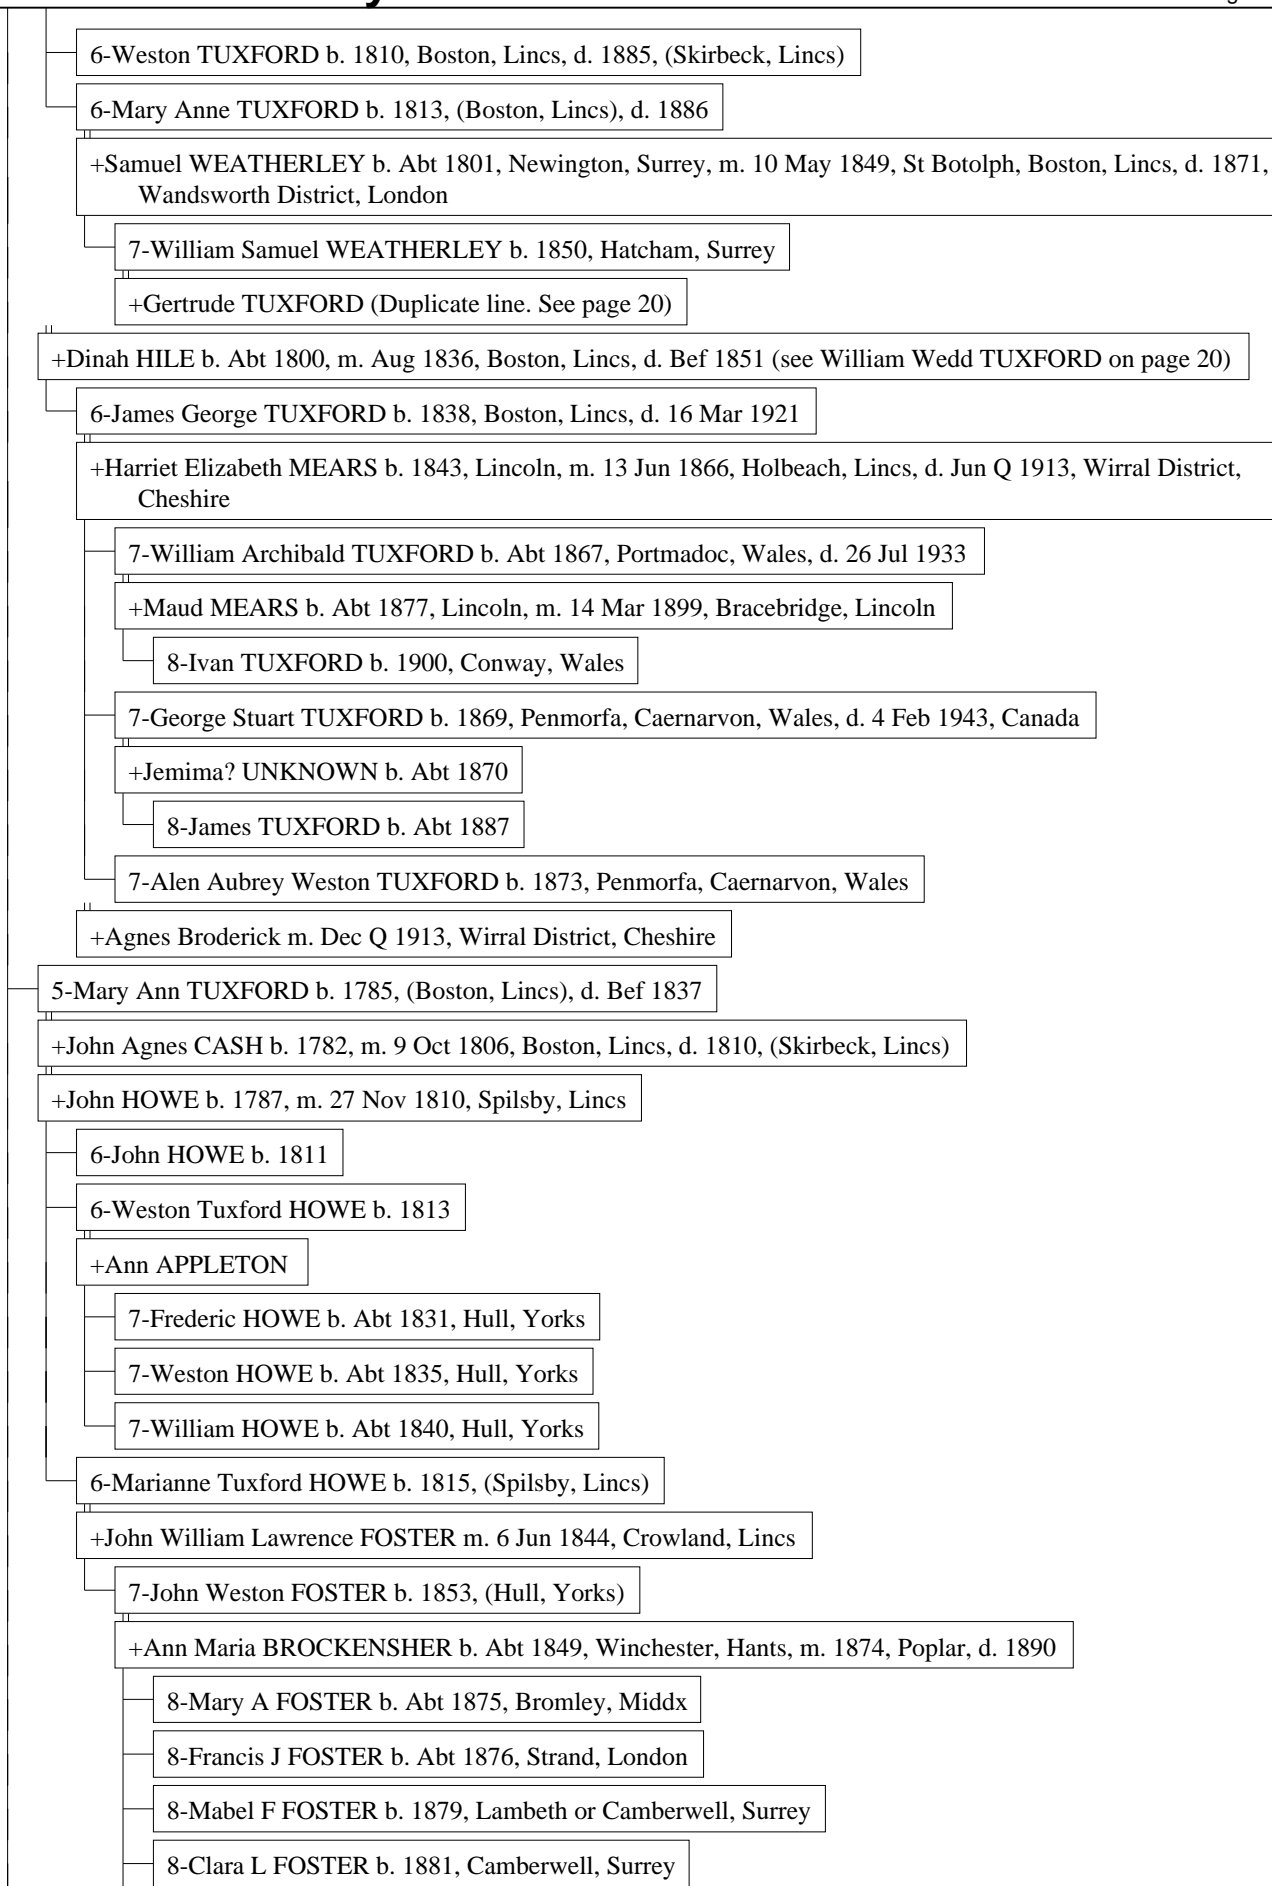 6-Weston TUXFORD b. 1810, Boston, Lincs, d. 1885, (Skirbeck, Lincs)
6-Mary Anne TUXFORD b. 1813, (Boston, Lincs), d. 1886
+Samuel WEATHERLEY b. Abt 1801, Newington, Surrey, m. 10 May 1849, St Botolph, Boston, Lincs, d. 1871,
Wandsworth District, London
7-William Samuel WEATHERLEY b. 1850, Hatcham, Surrey
+Gertrude TUXFORD (Duplicate line. See page 20)
+Dinah HILE b. Abt 1800, m. Aug 1836, Boston, Lincs, d. Bef 1851 (see William Wedd TUXFORD on page 20)
6-James George TUXFORD b. 1838, Boston, Lincs, d. 16 Mar 1921
+Harriet Elizabeth MEARS b. 1843, Lincoln, m. 13 Jun 1866, Holbeach, Lincs, d. Jun Q 1913, Wirral District,
Cheshire
7-William Archibald TUXFORD b. Abt 1867, Portmadoc, Wales, d. 26 Jul 1933
+Maud MEARS b. Abt 1877, Lincoln, m. 14 Mar 1899, Bracebridge, Lincoln
8-Ivan TUXFORD b. 1900, Conway, Wales
7-George Stuart TUXFORD b. 1869, Penmorfa, Caernarvon, Wales, d. 4 Feb 1943, Canada
+Jemima? UNKNOWN b. Abt 1870
8-James TUXFORD b. Abt 1887
7-Alen Aubrey Weston TUXFORD b. 1873, Penmorfa, Caernarvon, Wales
+Agnes Broderick m. Dec Q 1913, Wirral District, Cheshire
5-Mary Ann TUXFORD b. 1785, (Boston, Lincs), d. Bef 1837
+John Agnes CASH b. 1782, m. 9 Oct 1806, Boston, Lincs, d. 1810, (Skirbeck, Lincs)
+John HOWE b. 1787, m. 27 Nov 1810, Spilsby, Lincs
6-John HOWE b. 1811
6-Weston Tuxford HOWE b. 1813
+Ann APPLETON
7-Frederic HOWE b. Abt 1831, Hull, Yorks
7-Weston HOWE b. Abt 1835, Hull, Yorks
7-William HOWE b. Abt 1840, Hull, Yorks
6-Marianne Tuxford HOWE b. 1815, (Spilsby, Lincs)
+John William Lawrence FOSTER m. 6 Jun 1844, Crowland, Lincs
7-John Weston FOSTER b. 1853, (Hull, Yorks)
+Ann Maria BROCKENSHER b. Abt 1849, Winchester, Hants, m. 1874, Poplar, d. 1890
8-Mary A FOSTER b. Abt 1875, Bromley, Middx
8-Francis J FOSTER b. Abt 1876, Strand, London
8-Mabel F FOSTER b. 1879, Lambeth or Camberwell, Surrey
8-Clara L FOSTER b. 1881, Camberwell, Surrey